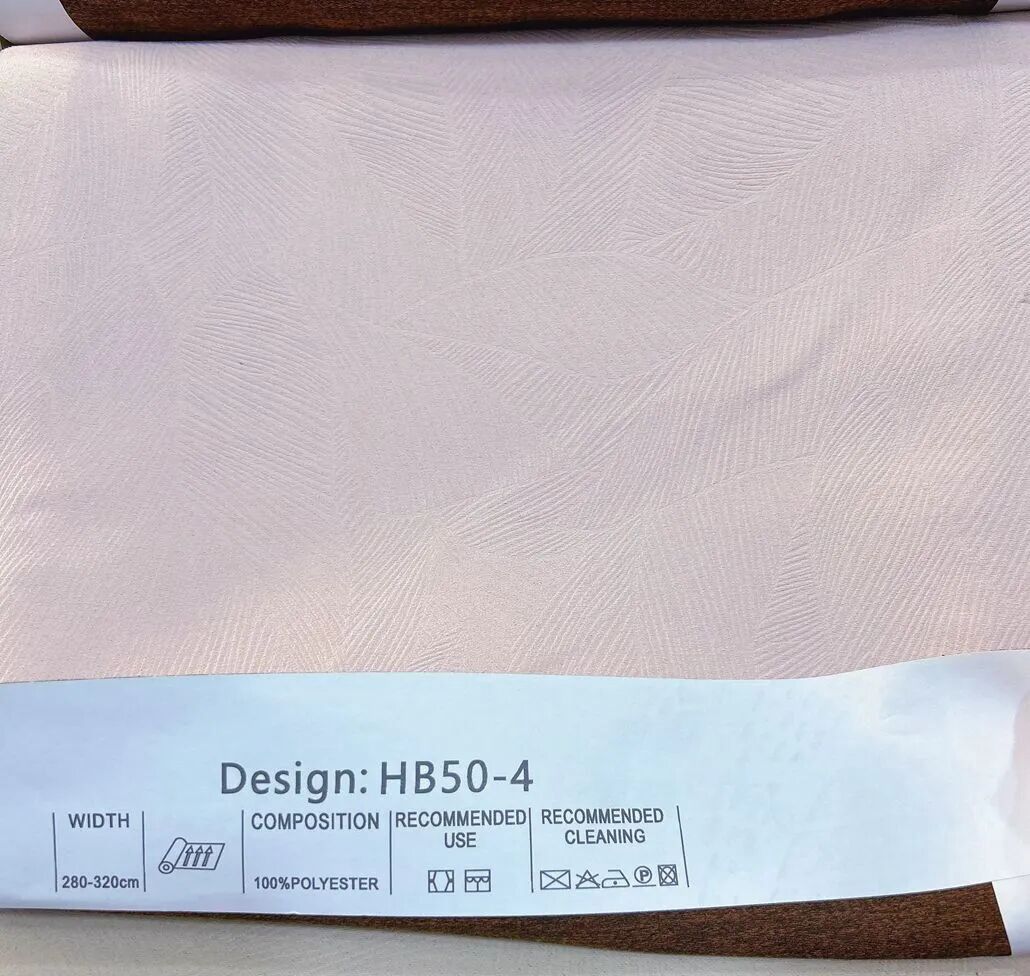 Design: HB50-4
WIDTH
280-320cm
COMPOSITION
100%POLYESTER
RECOMMENDED
USE
RECOMMENDED
CLEANING
P